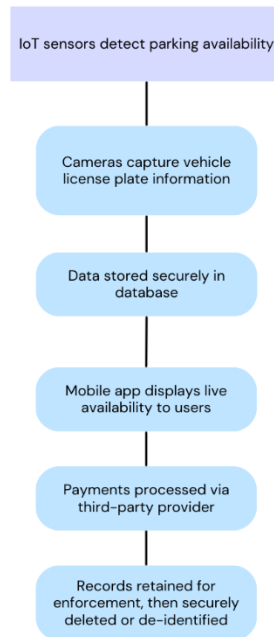 IoT sensors detect parking availability
Cameras capture vehicle
license plate information
Data stored securely in
database
Mobile app displays live
availability to users
Payments processed via
third-party provider
Records retained for
enforcement, then securely
deleted or de-identified